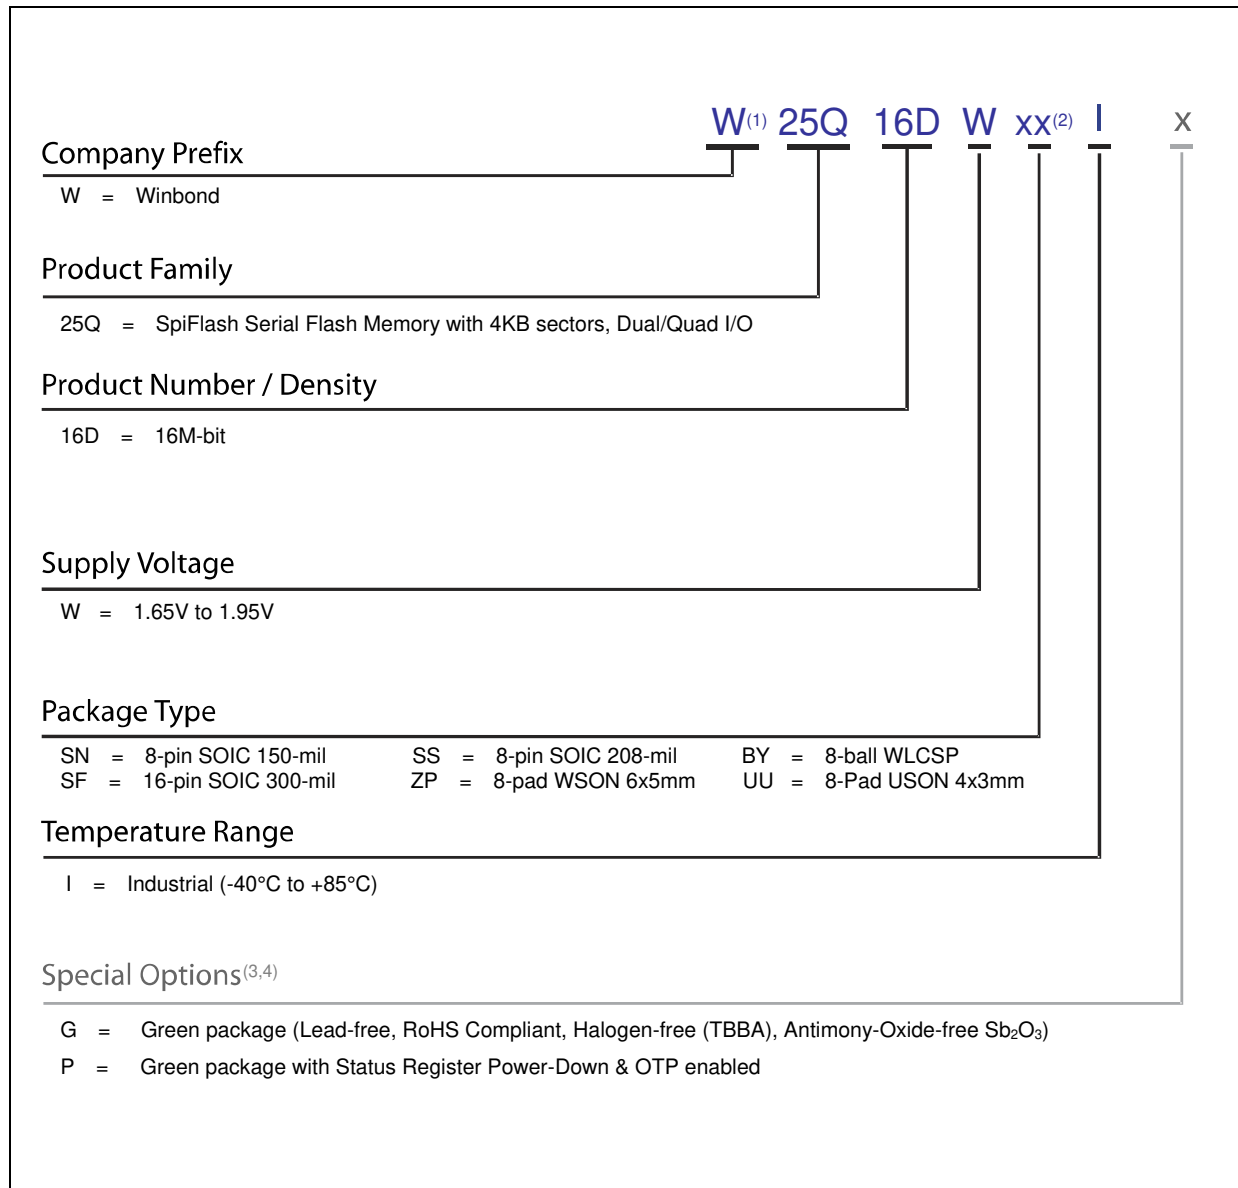 W(1) 25Q 16D W xx(2) I x
Company Prefix
W = Winbond
Product Family
25Q = SpiFlash Serial Flash Memory with 4KB sectors, Dual/Quad I/O
Product Number / Density
16D = 16M-bit
Supply Voltage
W = 1.65V to 1.95V
Package Type
SN = 8-pin SOIC 150-mil SS = 8-pin SOIC 208-mil BY = 8-ball WLCSP
SF = 16-pin SOIC 300-mil ZP = 8-pad WSON 6x5mm UU = 8-Pad USON 4x3mm
Temperature Range
I = Industrial (-40°C to +85°C)
Special Options(3,4)
G = Green package (Lead-free, RoHS Compliant, Halogen-free (TBBA), Antimony-Oxide-free Sb2O3)
P = Green package with Status Register Power-Down & OTP enabled